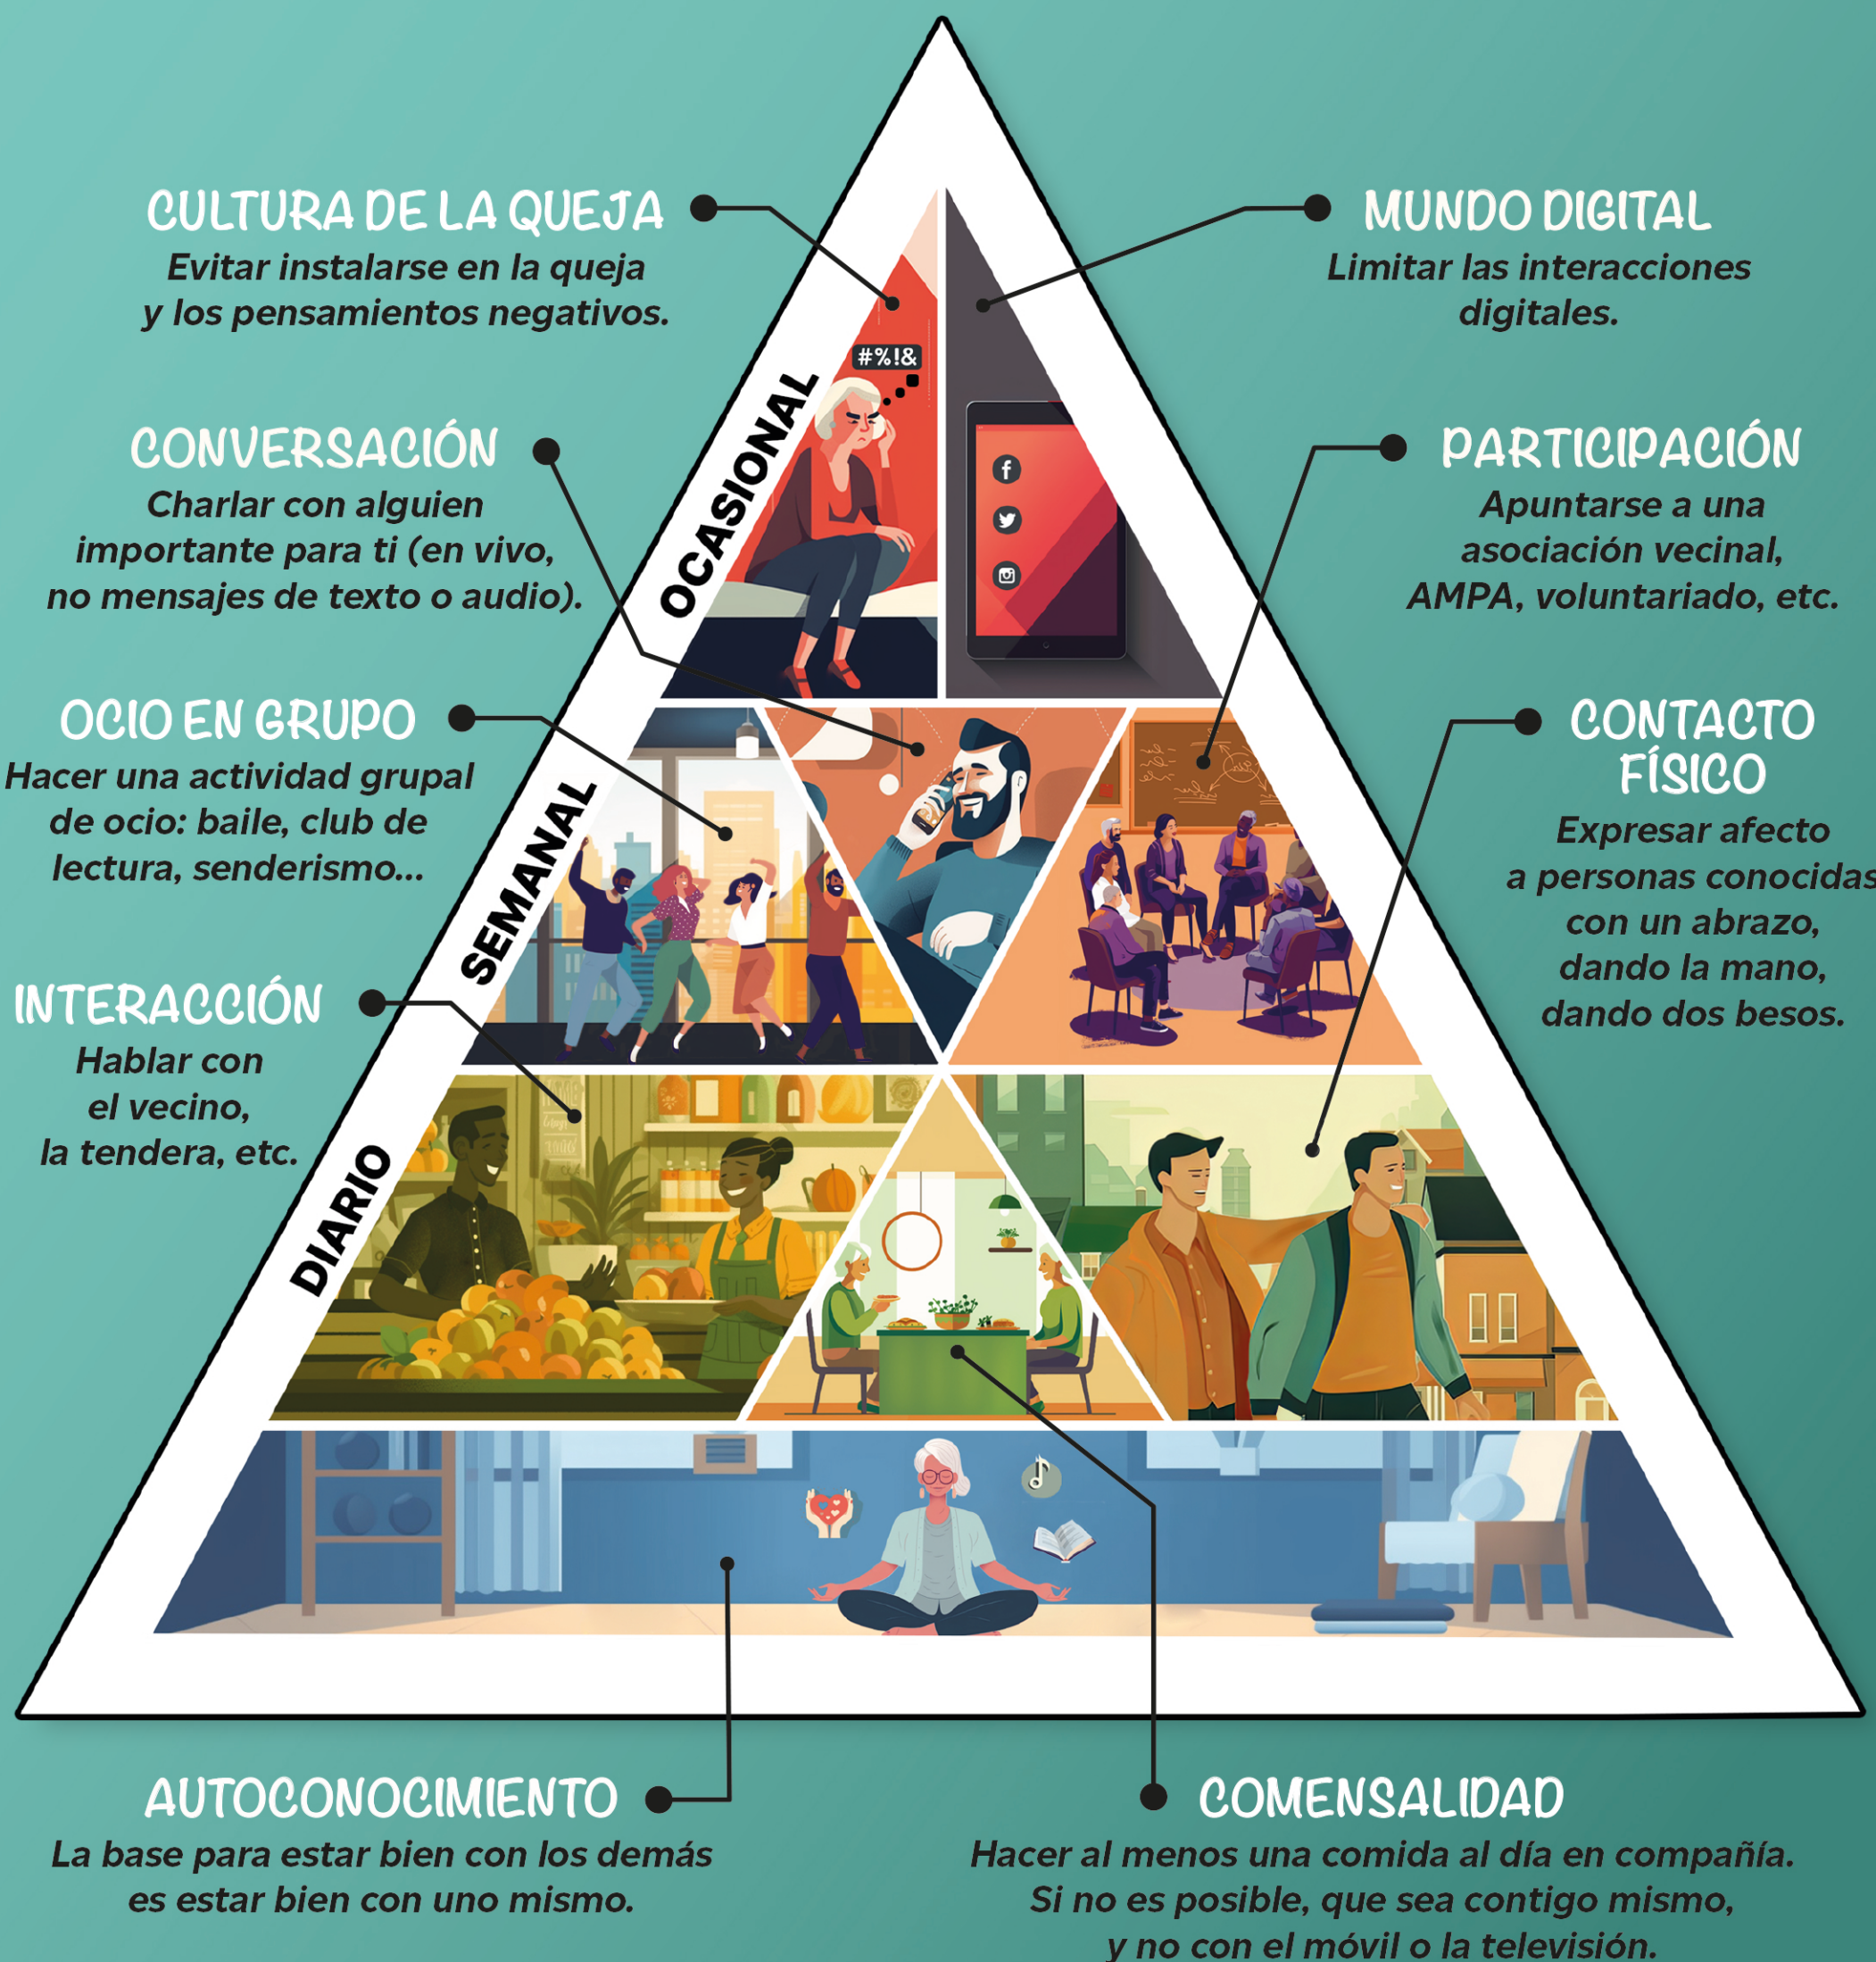 CULTURA DE LA QUEJA
Evitar instalarse en la queja
y los pensamientos negativos.
MUNDO DIGITAL
Limitar las interacciones
digitales.
#%!&
OCASIONAL
CONVERSACIÓN
Charlar con alguien
importante para ti (en vivo,
no mensajes de texto o audio).
PARTICIPACIÓN
Apuntarse a una
asociación vecinal,
AMPA, voluntariado, etc.
OCIO EN GRUPO
Hacer una actividad grupal
de ocio: baile, club de
lectura, senderismo...
SEMANAL
CONTACTO
FÍSICO
Expresar afecto
a personas conocidas
con un abrazo,
dando la mano,
dando dos besos.
INTERACCIÓN
Hablar con
el vecino,
la tendera, etc.
DIARIO
AUTOCONOCIMIENTO
La base para estar bien con los demás
es estar bien con uno mismo.
COMENSALIDAD
Hacer al menos una comida al día en compañía.
Si no es posible, que sea contigo mismo,
y no con el móvil o la televisión.